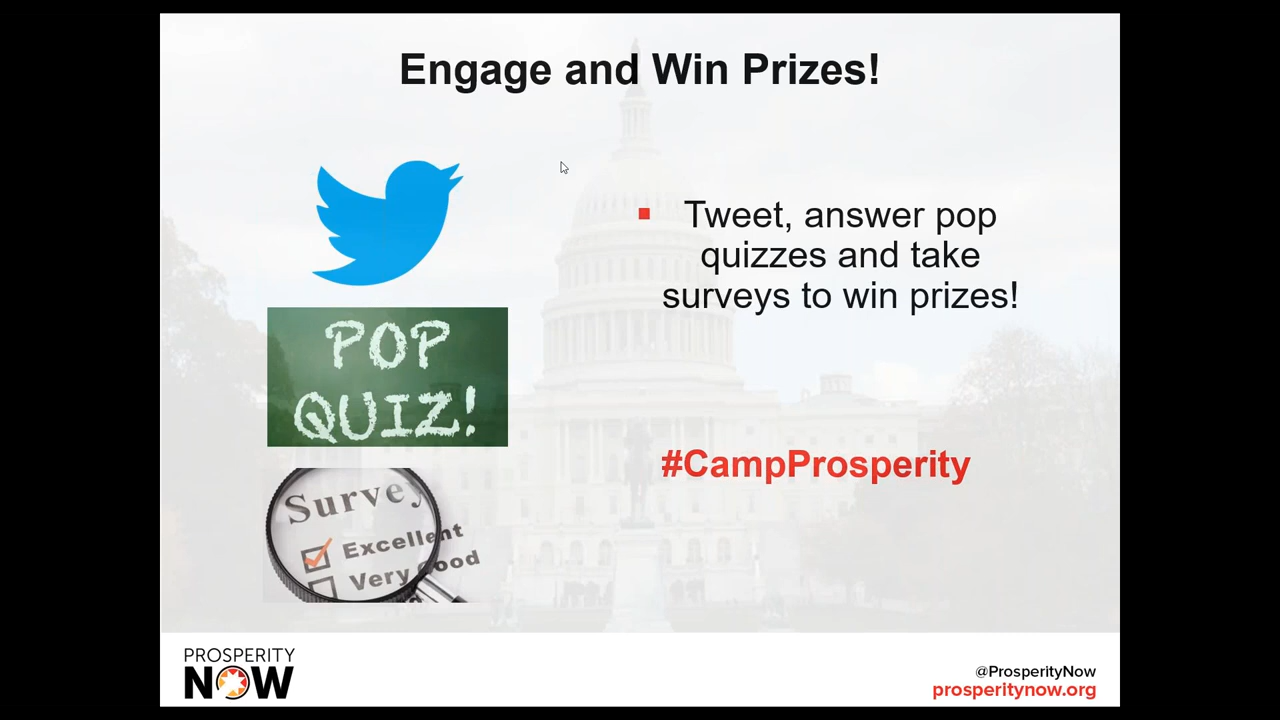 Engage and Win Prizes!
Tweet, answer pop
quizzes and take
surveys to win prizes!
POP
QUIZ!
#CampProsperity
Survey
Excellent
Very Good
PROSPERITY
NOW
@ProsperityNow
prosperitynow.org